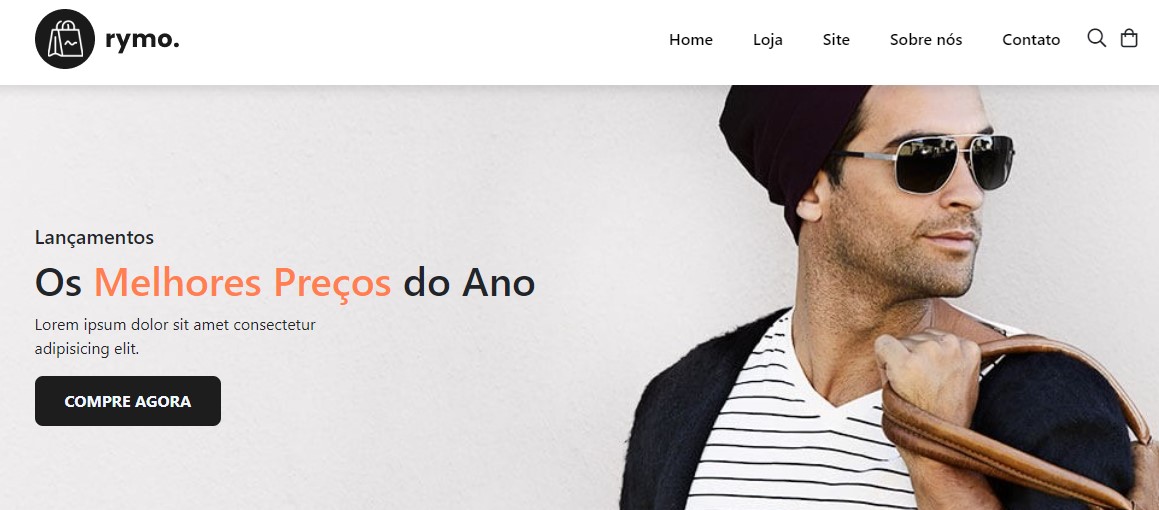 rymo.
Home Loja Site Sobre nós Contato
Lançamentos
Os Melhores Preços do Ano
Lorem ipsum dolor sit amet consectetur
adipisicing elit.
COMPRE AGORA